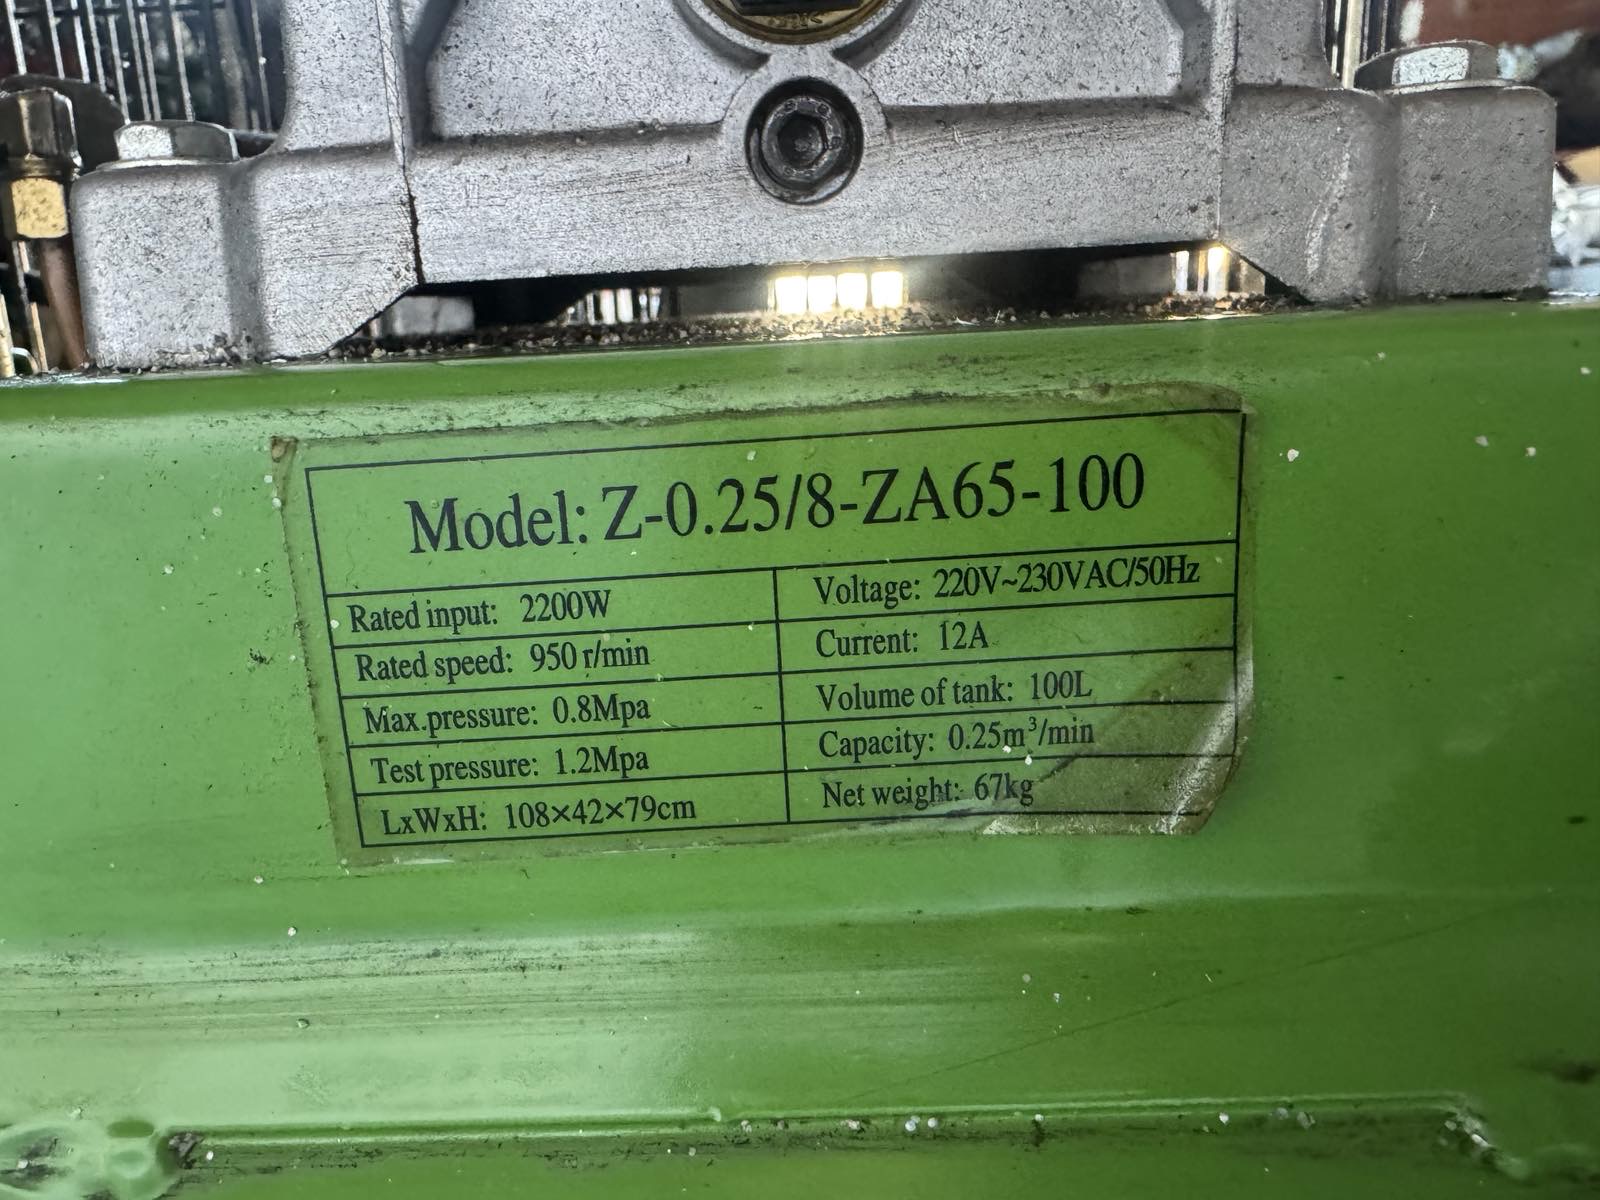 Model: Z-0.25/8-ZA65-100
Rated input: 2200W
Voltage: 220V~230VAC/50Hz
Rated speed: 950 r/min
Current: 12A
Max.pressure: 0.8Mpa
Volume of tank: 100L
Test pressure: 1.2Mpa
Capacity: 0.25m³/min
LxWxH: 108×42×79cm
Net weight: 67kg